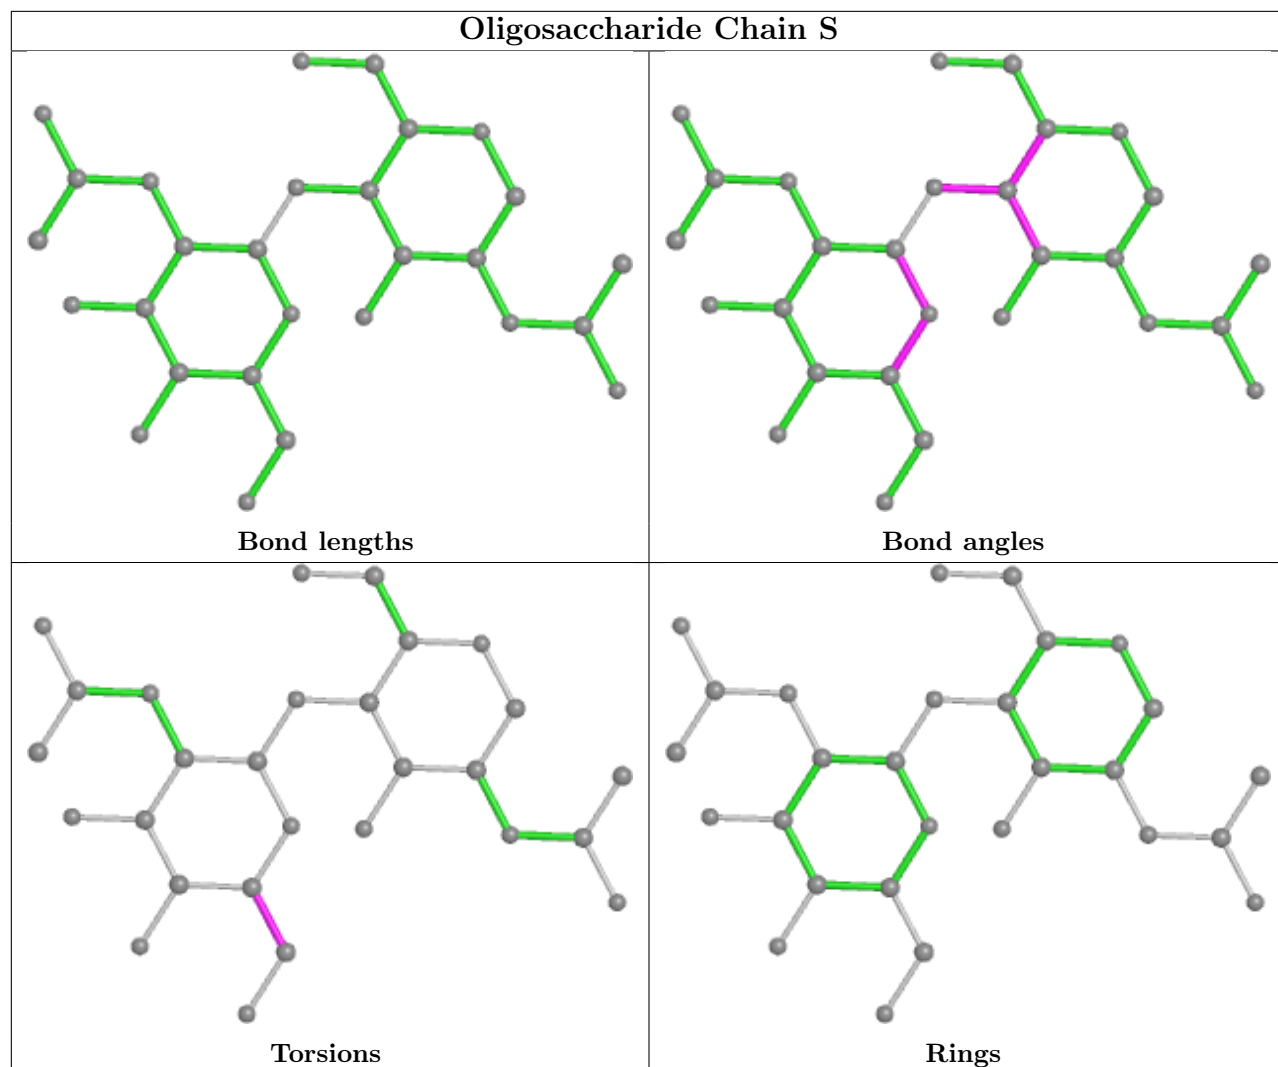 Oligosaccharide Chain S
Bond lengths
Bond angles
Torsions
Rings